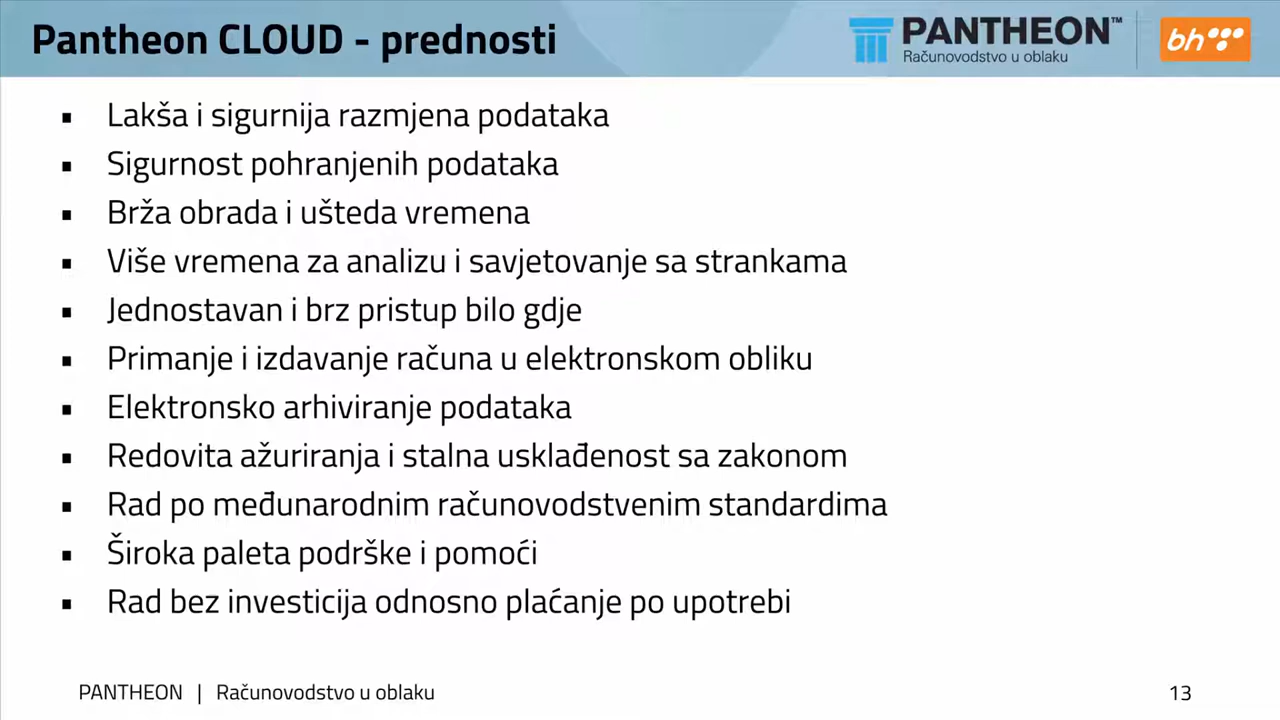 Pantheon CLOUD - prednosti
PANTHEON™
Računovodstvo u oblaku
bh
▪ Lakša i sigurnija razmjena podataka
▪ Sigurnost pohranjenih podataka
▪ Brža obrada i ušteda vremena
▪ Više vremena za analizu i savjetovanje sa strankama
▪ Jednostavan i brz pristup bilo gdje
▪ Primanje i izdavanje računa u elektronskom obliku
▪ Elektronsko arhiviranje podataka
▪ Redovita ažuriranja i stalna usklađenost sa zakonom
▪ Rad po međunarodnim računovodstvenim standardima
▪ Široka paleta podrške i pomoći
▪ Rad bez investicija odnosno plaćanje po upotrebi
PANTHEON | Računovodstvo u oblaku
13